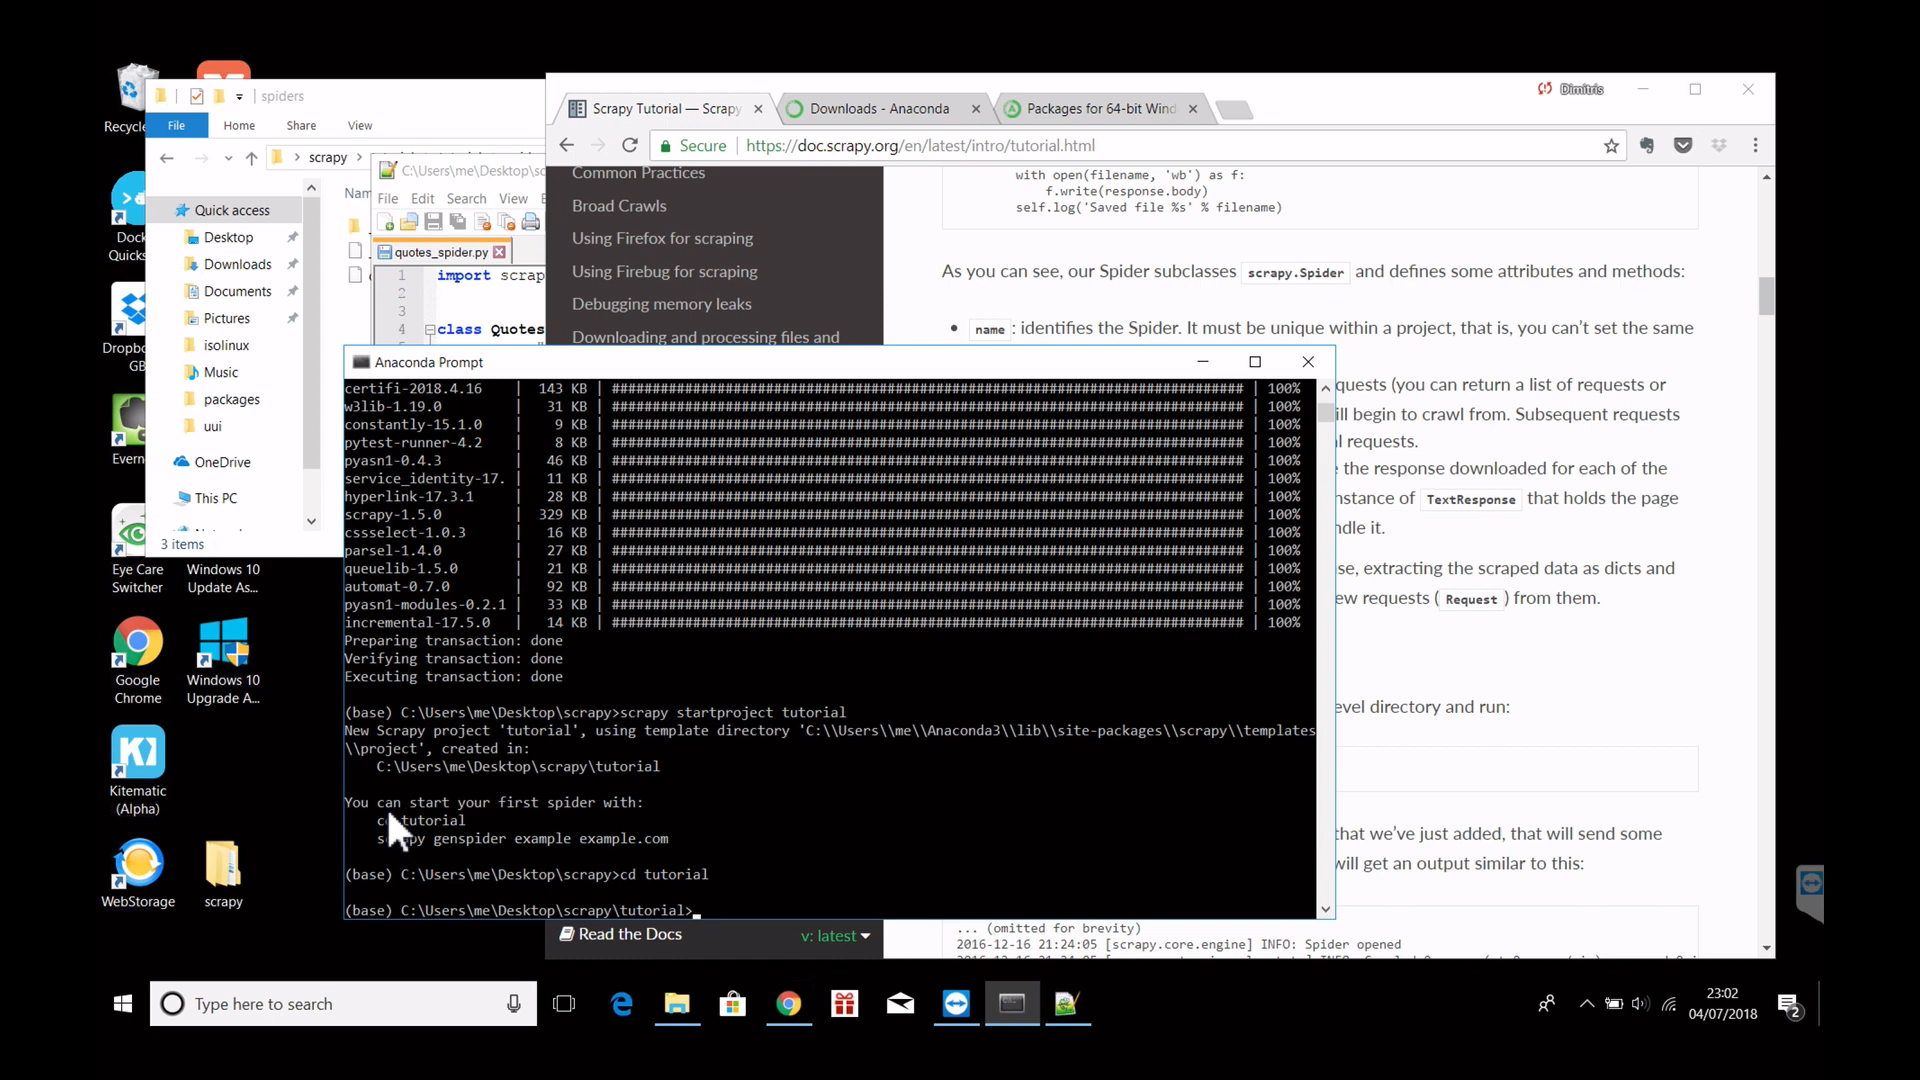 Recycle
Dock
Quicks
Dropbo
GB
Evern
Eye Care
Switcher
Windows 10
Update As...
Google
Chrome
Windows 10
Upgrade A...
Kitematic
(Alpha)
WebStorage
scrapy
spiders
File
Home
Share
View
scrapy
Nam
Quick access
Desktop
Downloads
Documents
Pictures
isolinux
Music
packages
uui
OneDrive
This PC
3 items
C:\Users\me\Desktop\sc
File Edit Search View
quotes_spider.py
1 import scrap
2
3
4 class Quotes
Dimitris
Scrapy Tutorial — Scrapy
Downloads - Anaconda
Packages for 64-bit Wind
Secure
https://doc.scrapy.org/en/latest/intro/tutorial.html
Common Practices
Broad Crawls
Using Firefox for scraping
Using Firebug for scraping
Debugging memory leaks
Downloading and processing files and
Read the Docs
v: latest
with open(filename, 'wb') as f:
f.write(response.body)
self.log('Saved file %s' % filename)
As you can see, our Spider subclasses scrapy.Spider and defines some attributes and methods:
• name : identifies the Spider. It must be unique within a project, that is, you can’t set the same
quests (you can return a list of requests or
ill begin to crawl from. Subsequent requests
l requests.
e the response downloaded for each of the
nstance of TextResponse that holds the page
ndle it.
se, extracting the scraped data as dicts and
ew requests ( Request ) from them.
evel directory and run:
that we’ve just added, that will send some
will get an output similar to this:
... (omitted for brevity)
2016-12-16 21:24:05 [scrapy.core.engine] INFO: Spider opened
Anaconda Prompt
certifi-2018.4.16 | 143 KB | ############################################################################## | 100%
w3lib-1.19.0 | 31 KB | ############################################################################## | 100%
constantly-15.1.0 | 9 KB | ############################################################################## | 100%
pytest-runner-4.2 | 8 KB | ############################################################################## | 100%
pyasn1-0.4.3 | 46 KB | ############################################################################## | 100%
service_identity-17. | 11 KB | ############################################################################## | 100%
hyperlink-17.3.1 | 28 KB | ############################################################################## | 100%
scrapy-1.5.0 | 329 KB | ############################################################################## | 100%
cssselect-1.0.3 | 16 KB | ############################################################################## | 100%
parsel-1.4.0 | 27 KB | ############################################################################## | 100%
queuelib-1.5.0 | 21 KB | ############################################################################## | 100%
automat-0.7.0 | 92 KB | ############################################################################## | 100%
pyasn1-modules-0.2.1 | 33 KB | ############################################################################## | 100%
incremental-17.5.0 | 14 KB | ############################################################################## | 100%
Preparing transaction: done
Verifying transaction: done
Executing transaction: done
(base) C:\Users\me\Desktop\scrapy>scrapy startproject tutorial
New Scrapy project 'tutorial', using template directory 'C:\\Users\\me\\Anaconda3\\lib\\site-packages\\scrapy\\templates
\\project', created in:
C:\Users\me\Desktop\scrapy\tutorial
You can start your first spider with:
cd tutorial
scrapy genspider example example.com
(base) C:\Users\me\Desktop\scrapy>cd tutorial
(base) C:\Users\me\Desktop\scrapy\tutorial>
Type here to search
23:02
04/07/2018
2